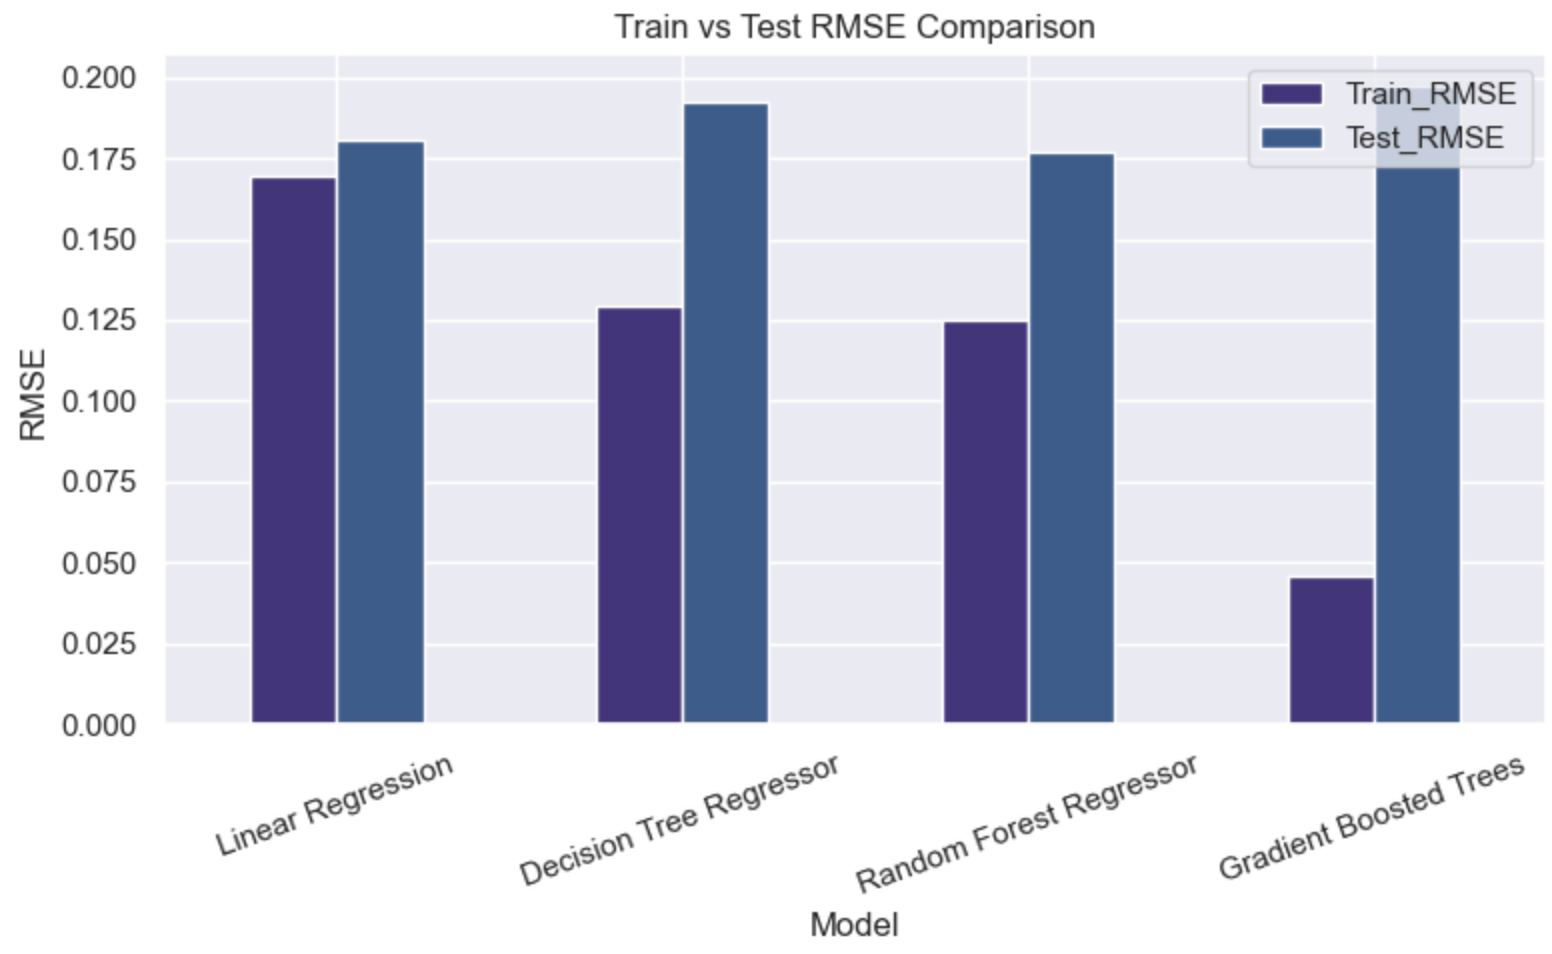 Train vs Test RMSE Comparison
0.200
0.175
0.150
0.125
0.100
0.075
0.050
0.025
0.000
RMSE
Train_RMSE
Test_RMSE
Linear Regression
Decision Tree Regressor
Random Forest Regressor
Gradient Boosted Trees
Model